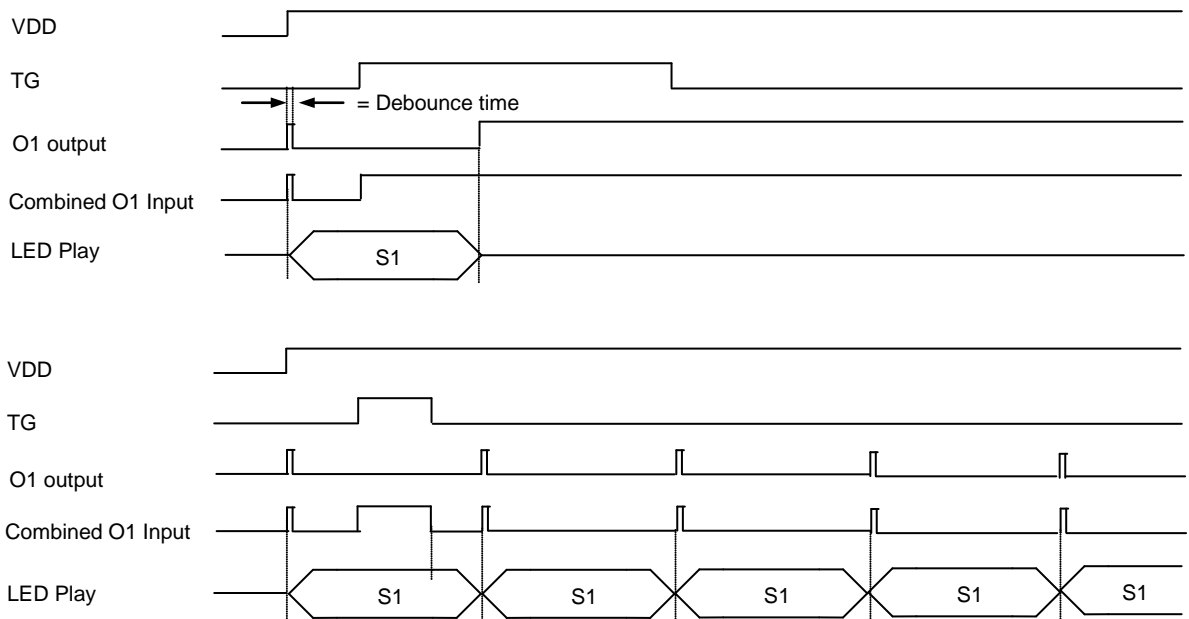 VDD
TG
= Debounce time
O1 output
Combined O1 Input
LED Play
S1
VDD
TG
O1 output
Combined O1 Input
LED Play
S1
S1
S1
S1
S1